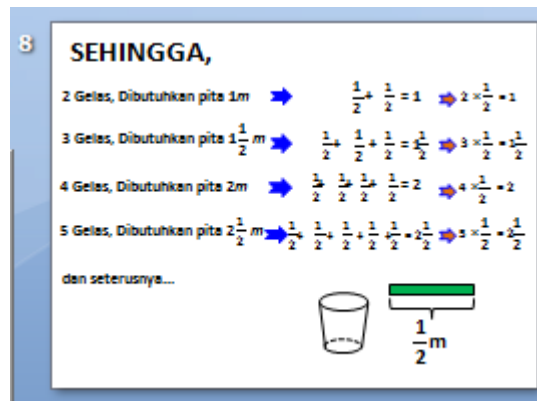 8
SEHINGGA,
2 Gelas, Dibutuhkan pita 1m 1/2 + 1/2 = 1 2 × 1/2 = 1
3 Gelas, Dibutuhkan pita 1 1/2 m 1/2 + 1/2 + 1/2 = 1 1/2 3 × 1/2 = 1 1/2
4 Gelas, Dibutuhkan pita 2m 1/2 + 1/2 + 1/2 + 1/2 = 2 4 × 1/2 = 2
5 Gelas, Dibutuhkan pita 2 1/2 m 1/2 + 1/2 + 1/2 + 1/2 + 1/2 = 2 1/2 5 × 1/2 = 2 1/2
dan seterusnya...
1/2 m